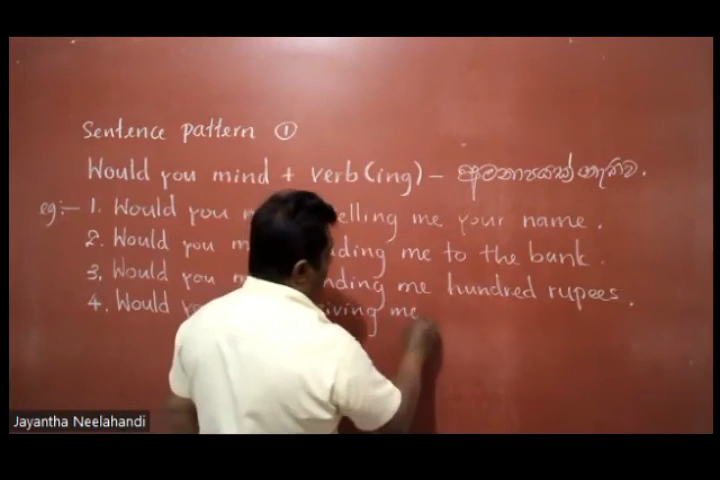 Sentence pattern ①
Would you mind + verb(ing) – අමනාපයක් නැතිව.
eg:- 1. Would you m elling me your name.
2. Would you m ding me to the bank.
3. Would you m nding me hundred rupees.
4. Would yo giving me
Jayantha Neelahandi